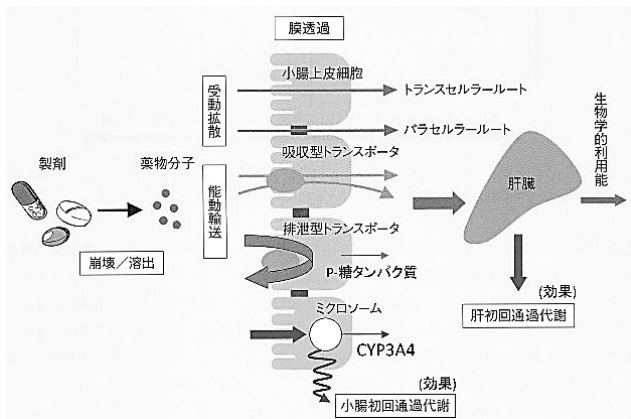 膜透過
小腸上皮細胞
受動拡散
トランスセルラールート
パラセルラールート
生物学的利用能
製剤
薬物分子
吸収型トランスポータ
能動輸送
肝臓
排泄型トランスポータ
崩壊/溶出
P-糖タンパク質
ミクロソーム
(効果)
肝初回通過代謝
CYP3A4
(効果)
小腸初回通過代謝